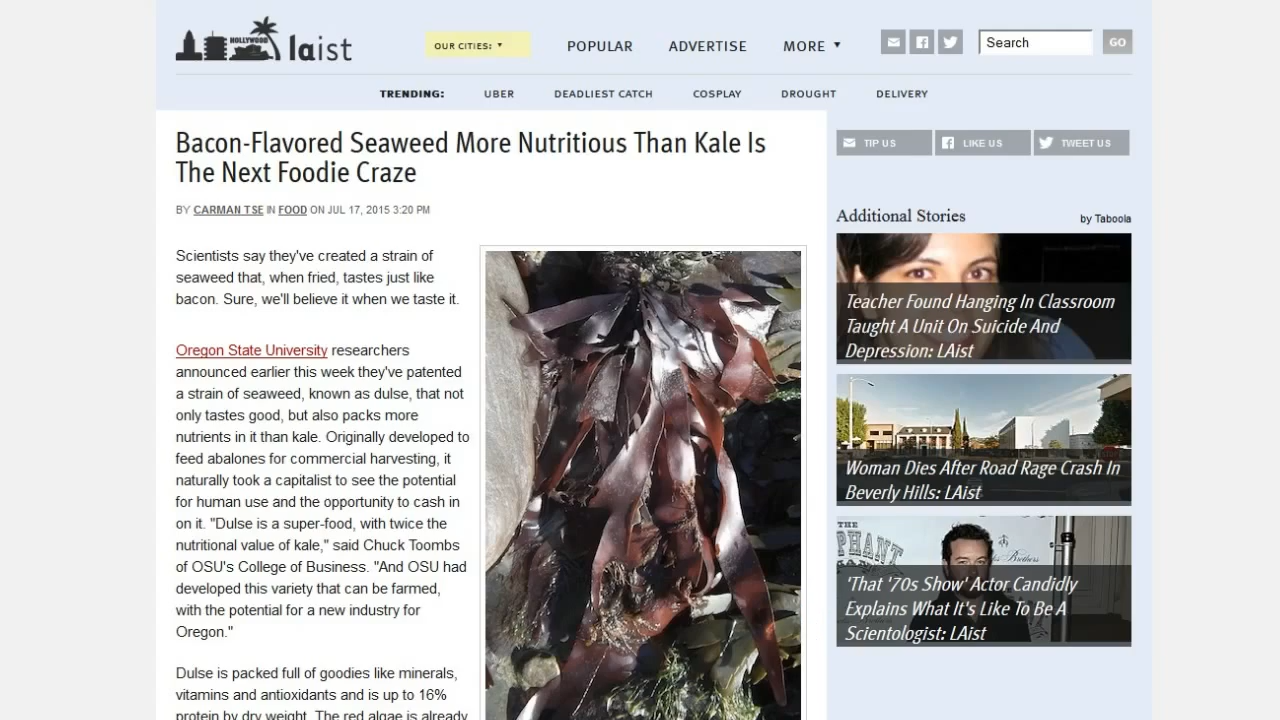 HOLLYWOOD
laist
OUR CITIES: ▼
POPULAR
ADVERTISE
MORE ▼
Search
GO
TRENDING:
UBER
DEADLIEST CATCH
COSPLAY
DROUGHT
DELIVERY
Bacon-Flavored Seaweed More Nutritious Than Kale Is
The Next Foodie Craze
BY CARMAN TSE IN FOOD ON JUL 17, 2015 3:20 PM
Scientists say they've created a strain of
seaweed that, when fried, tastes just like
bacon. Sure, we'll believe it when we taste it.
Oregon State University researchers
announced earlier this week they've patented
a strain of seaweed, known as dulse, that not
only tastes good, but also packs more
nutrients in it than kale. Originally developed to
feed abalones for commercial harvesting, it
naturally took a capitalist to see the potential
for human use and the opportunity to cash in
on it. "Dulse is a super-food, with twice the
nutritional value of kale," said Chuck Toombs
of OSU's College of Business. "And OSU had
developed this variety that can be farmed,
with the potential for a new industry for
Oregon."
Dulse is packed full of goodies like minerals,
vitamins and antioxidants and is up to 16%
protein by dry weight. The red algae is already
TIP US
LIKE US
TWEET US
Additional Stories
by Taboola
Teacher Found Hanging In Classroom
Taught A Unit On Suicide And
Depression: LAist
Woman Dies After Road Rage Crash In
Beverly Hills: LAist
THE
'That '70s Show' Actor Candidly
Explains What It's Like To Be A
Scientologist: LAist